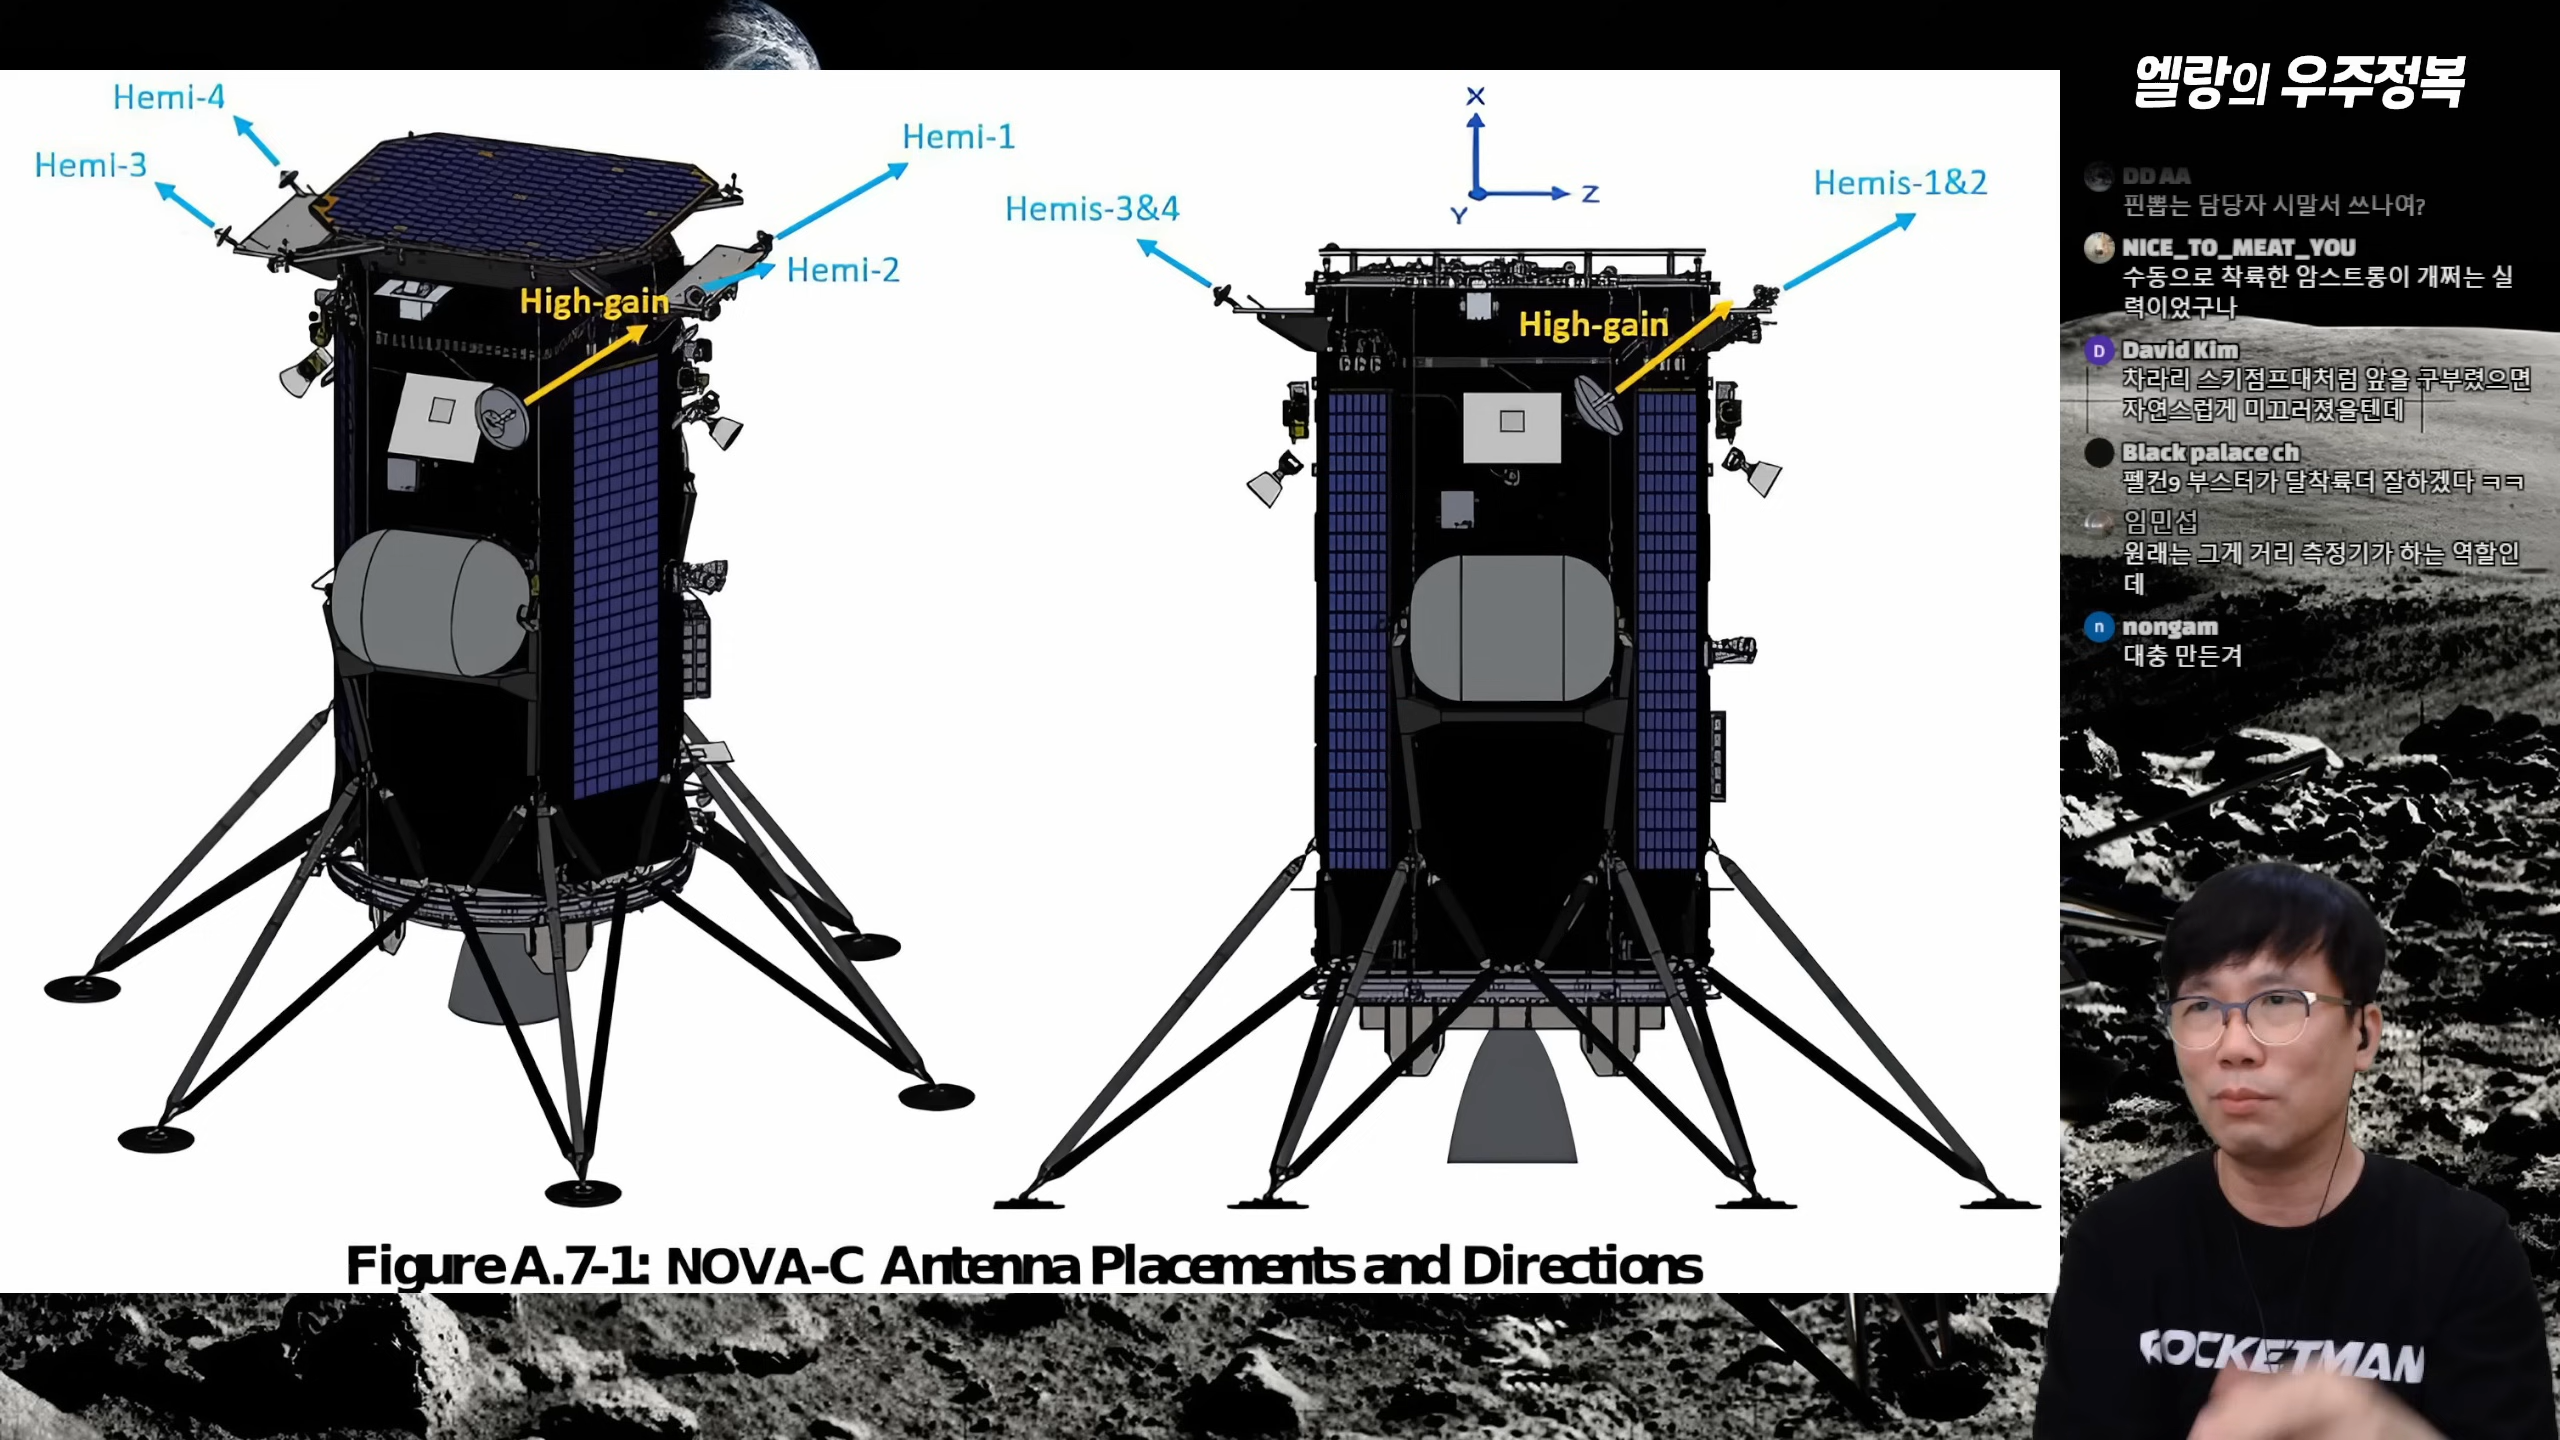 엘랑의 우주정복
Hemi-4
Hemi-3
Hemi-1
Hemi-2
High-gain
X
Z
Y
Hemis-3&4
Hemis-1&2
High-gain
Figure A.7-1: NOVA-C Antenna Placements and Directions
DD AA
핀뽑는 담당자 시말서 쓰나여?
NICE_TO_MEAT_YOU
수동으로 착륙한 암스트롱이 개쩌는 실
력이었구나
D
David Kim
차라리 스키점프대처럼 앞을 구부렸으면
자연스럽게 미끄러졌을텐데
Black palace ch
펠컨9 부스터가 달착륙더 잘하겠다 ㅋㅋ
임민섭
원래는 그게 거리 측정기가 하는 역할인
데
n
nongam
대충 만든겨
ROCKETMAN